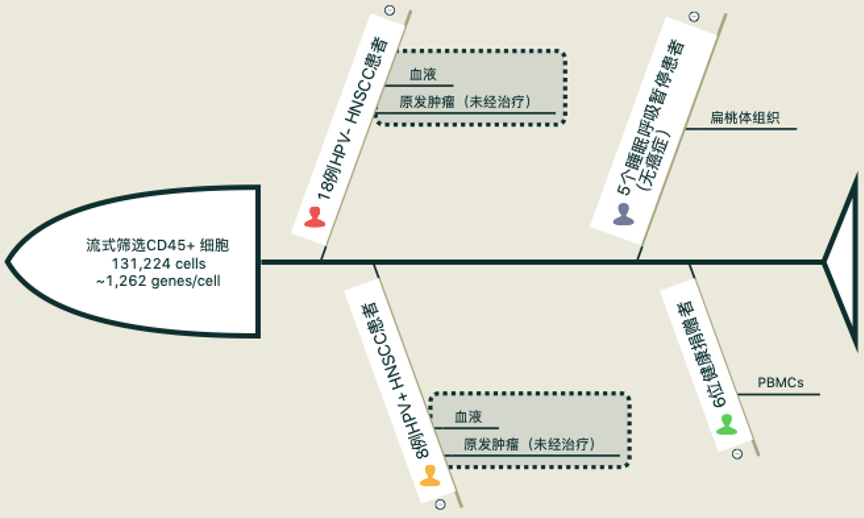 18例HPV- HNSCC患者
血液
原发肿瘤（未经治疗）
5个睡眠呼吸暂停患者
(无癌症)
扁桃体组织
流式筛选CD45+ 细胞
131,224 cells
~1,262 genes/cell
8例HPV+ HNSCC患者
血液
原发肿瘤（未经治疗）
6位健康捐赠者
PBMCs